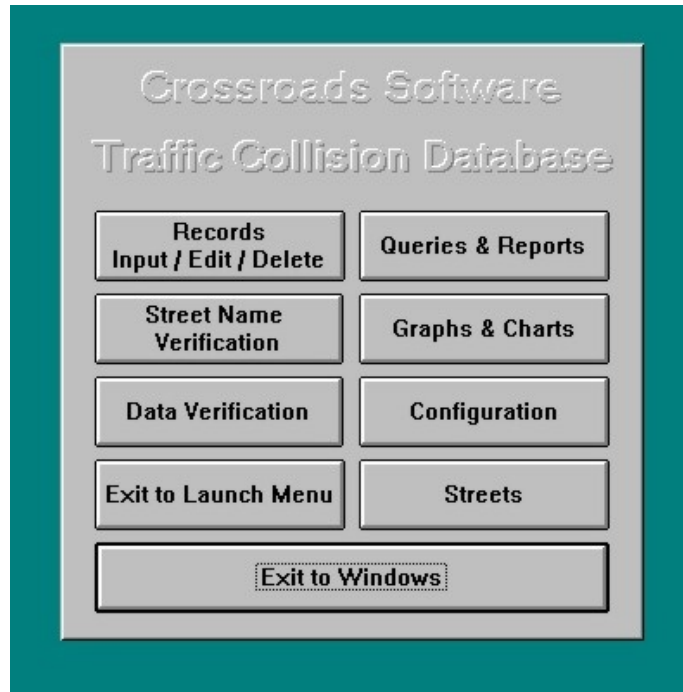 Crossroads Software
Traffic Collision Database
Records
Input / Edit / Delete
Queries & Reports
Street Name
Verification
Graphs & Charts
Data Verification
Configuration
Exit to Launch Menu
Streets
Exit to Windows